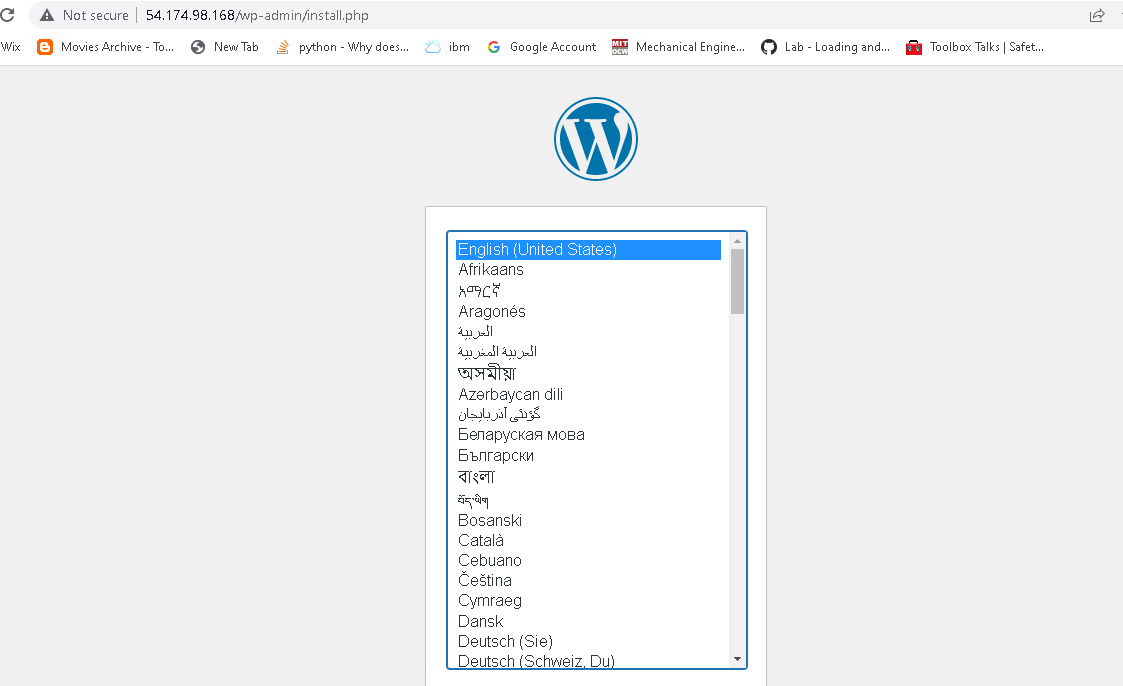 Not secure | 54.174.98.168/wp-admin/install.php
Wix Movies Archive - To... New Tab python - Why does... ibm Google Account MIT OCW Mechanical Engine... Lab - Loading and... Toolbox Talks | Safet...
English (United States)
Afrikaans
አማርኛ
Aragonés
العربية
العربية المغربية
অসমীয়া
Azərbaycan dili
گؤنئی آذربایجان
Беларуская мова
Български
বাংলা
བོད་ཡིག
Bosanski
Català
Cebuano
Čeština
Cymraeg
Dansk
Deutsch (Sie)
Deutsch (Schweiz, Du)